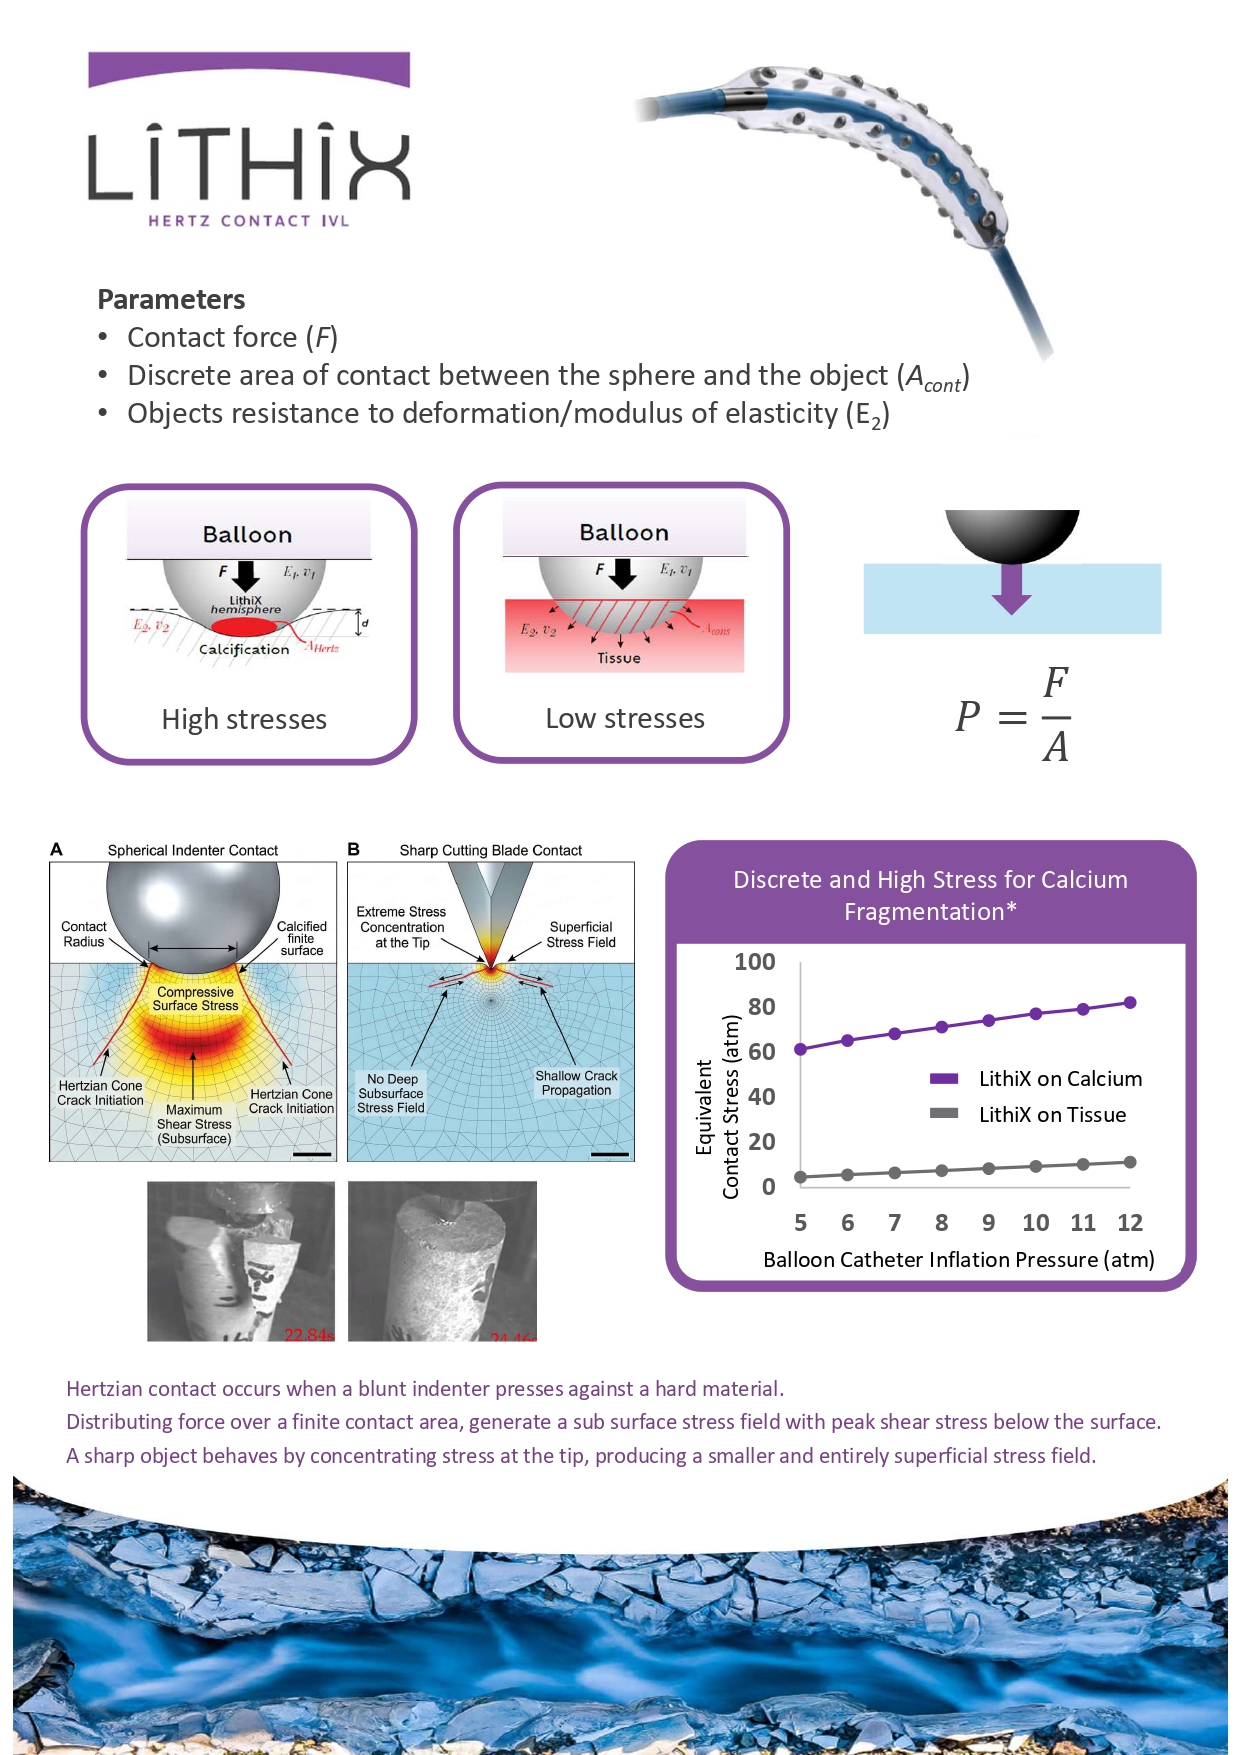 LiTHiX
HERTZ CONTACT IVL
Parameters
• Contact force (F)
• Discrete area of contact between the sphere and the object (Acont)
• Objects resistance to deformation/modulus of elasticity (E2)
Balloon
F
E1, v1
LithiX
hemisphere
E2, v2
d
Calcification
AHertz
High stresses
Balloon
F
E1, v1
E2, v2
Acons
Tissue
Low stresses
P = F
A
A
Spherical Indenter Contact
Contact
Radius
Calcified
finite
surface
Compressive
Surface Stress
Hertzian Cone
Crack Initiation
Maximum
Shear Stress
(Subsurface)
Hertzian Cone
Crack Initiation
B
Sharp Cutting Blade Contact
Extreme Stress
Concentration
at the Tip
Superficial
Stress Field
No Deep
Subsurface
Stress Field
Shallow Crack
Propagation
22.84s
24.46s
Discrete and High Stress for Calcium
Fragmentation*
Equivalent
Contact Stress (atm)
100
80
60
40
20
0
LithiX on Calcium
LithiX on Tissue
5 6 7 8 9 10 11 12
Balloon Catheter Inflation Pressure (atm)
Hertzian contact occurs when a blunt indenter presses against a hard material.
Distributing force over a finite contact area, generate a sub surface stress field with peak shear stress below the surface.
A sharp object behaves by concentrating stress at the tip, producing a smaller and entirely superficial stress field.